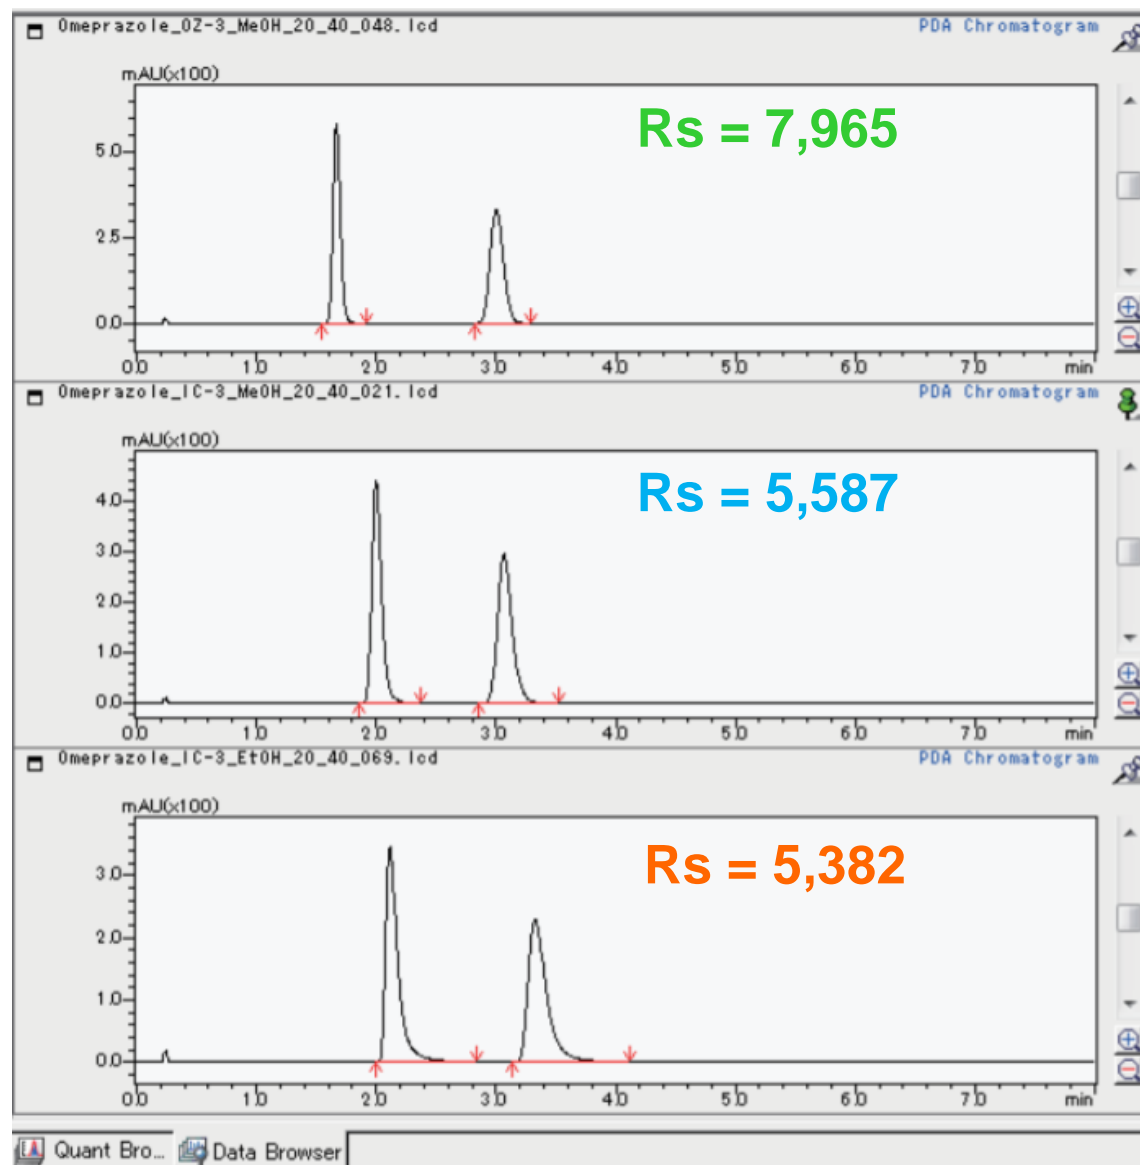 Omeprazole_OZ-3_MeOH_20_40_048.lcd PDA Chromatogram
mAU(x100)
Rs = 7,965
5.0
2.5
0.0
0.0 1.0 2.0 3.0 4.0 5.0 6.0 7.0 min
Omeprazole_IC-3_MeOH_20_40_021.lcd PDA Chromatogram
mAU(x100)
Rs = 5,587
4.0
3.0
2.0
1.0
0.0
0.0 1.0 2.0 3.0 4.0 5.0 6.0 7.0 min
Omeprazole_IC-3_EtOH_20_40_069.lcd PDA Chromatogram
mAU(x100)
Rs = 5,382
3.0
2.0
1.0
0.0
0.0 1.0 2.0 3.0 4.0 5.0 6.0 7.0 min
Quant Bro... Data Browser